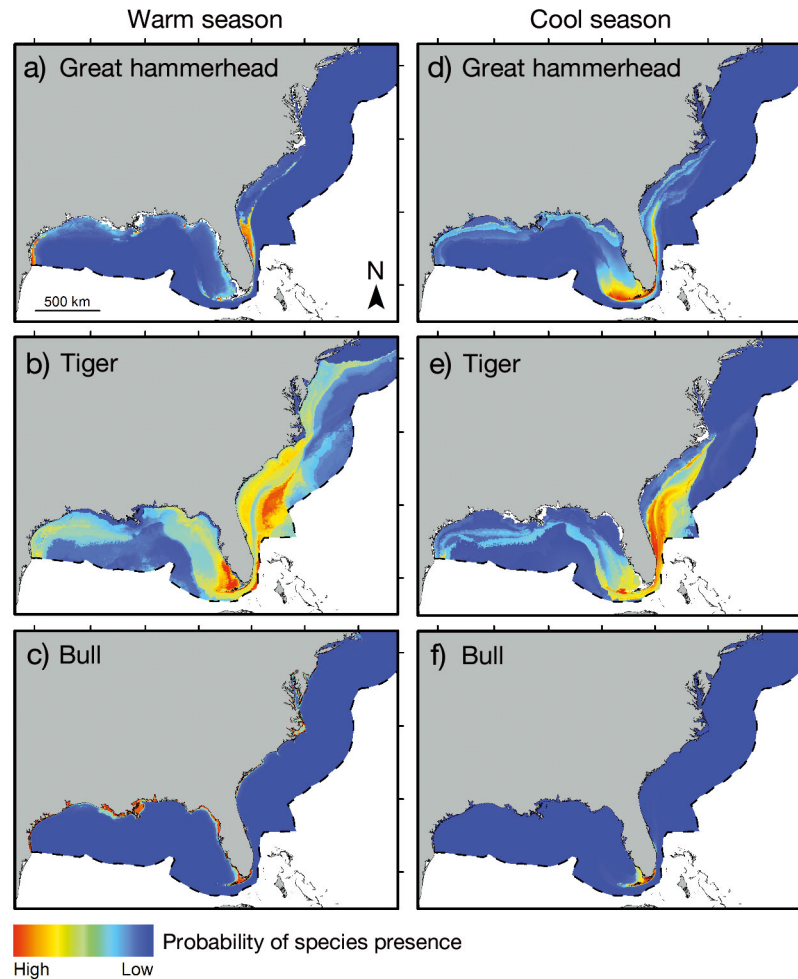 Warm season
Cool season
a) Great hammerhead
d) Great hammerhead
500 km
N
b) Tiger
e) Tiger
c) Bull
f) Bull
Probability of species presence
High
Low